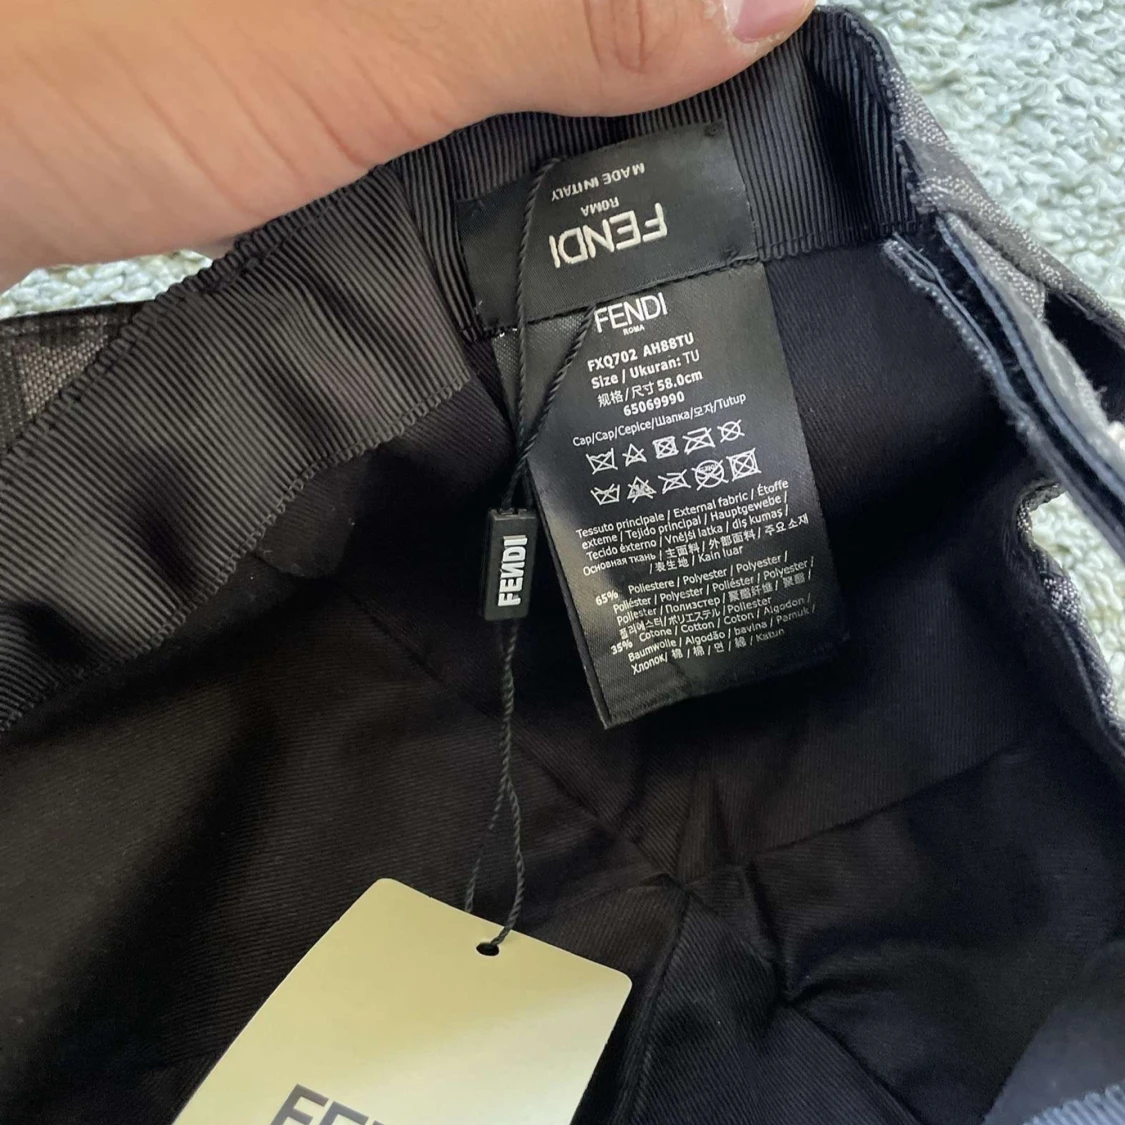 MADE IN ITALY
ROMA
FENDI
FENDI
ROMA
FXQ702 AH88TU
Size / Ukuran: TU
规格/尺寸 58.0cm
65069990
Cap/Cap/Cepice/Шапка/모자/Tutup
Tessuto principale / External fabric / Étoffe
externe / Tejido principal / Hauptgewebe /
Tecido externo / Vnější látka / dış kumaş /
Основная ткань / 主面料 / 外部面料 / 주요 소재
/ 表生地 / Kain luar
65% Poliestere / Polyester / Polyester /
Poliéster / Polyester / Poliéster / Polyester /
Poliester / Полиэстер / 聚酯纤维 / 聚酯 /
폴리에스터/ポリエステル / Poliester
35% Cotone / Cotton / Coton / Algodon /
Baumwolle / Algodão / bavlna / Pamuk /
Хлопок/ 棉 / 棉 / 면 / 綿 / Katun
FENDI